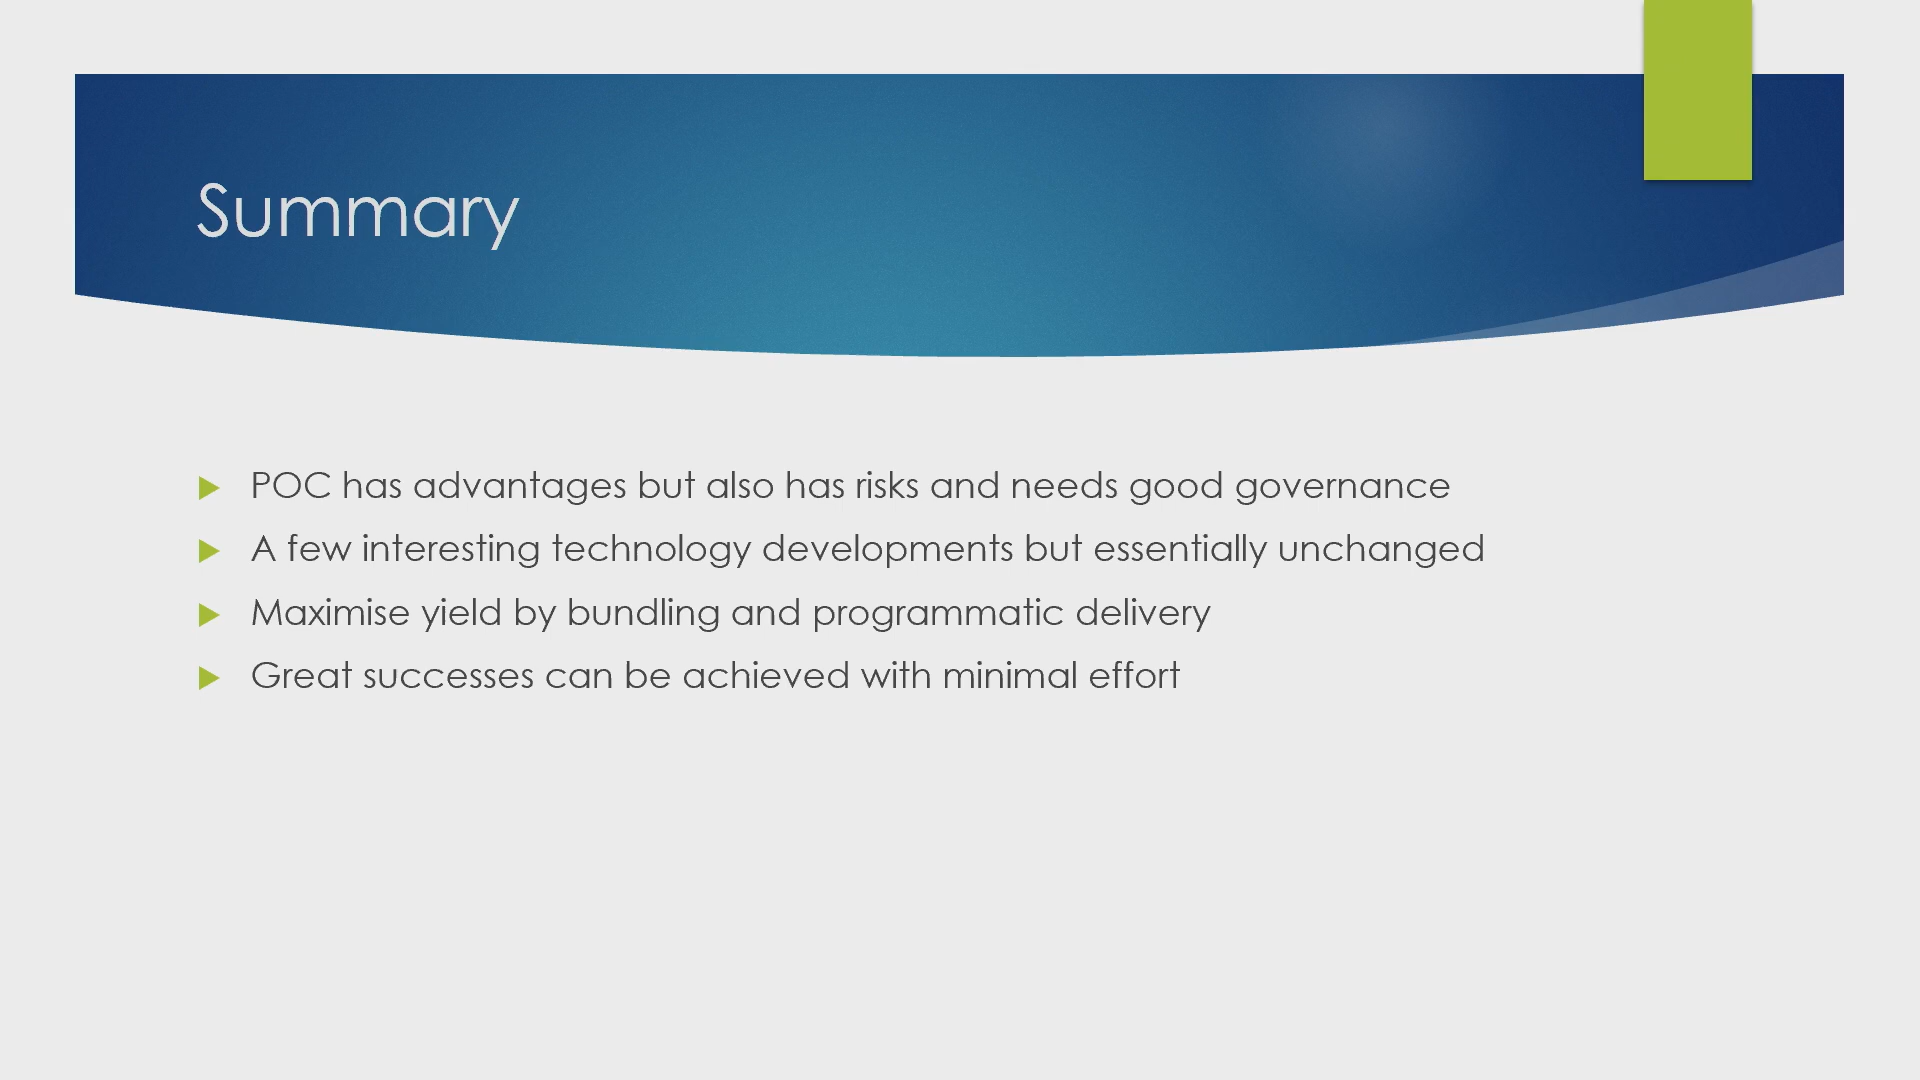 Summary
POC has advantages but also has risks and needs good governance
A few interesting technology developments but essentially unchanged
Maximise yield by bundling and programmatic delivery
Great successes can be achieved with minimal effort